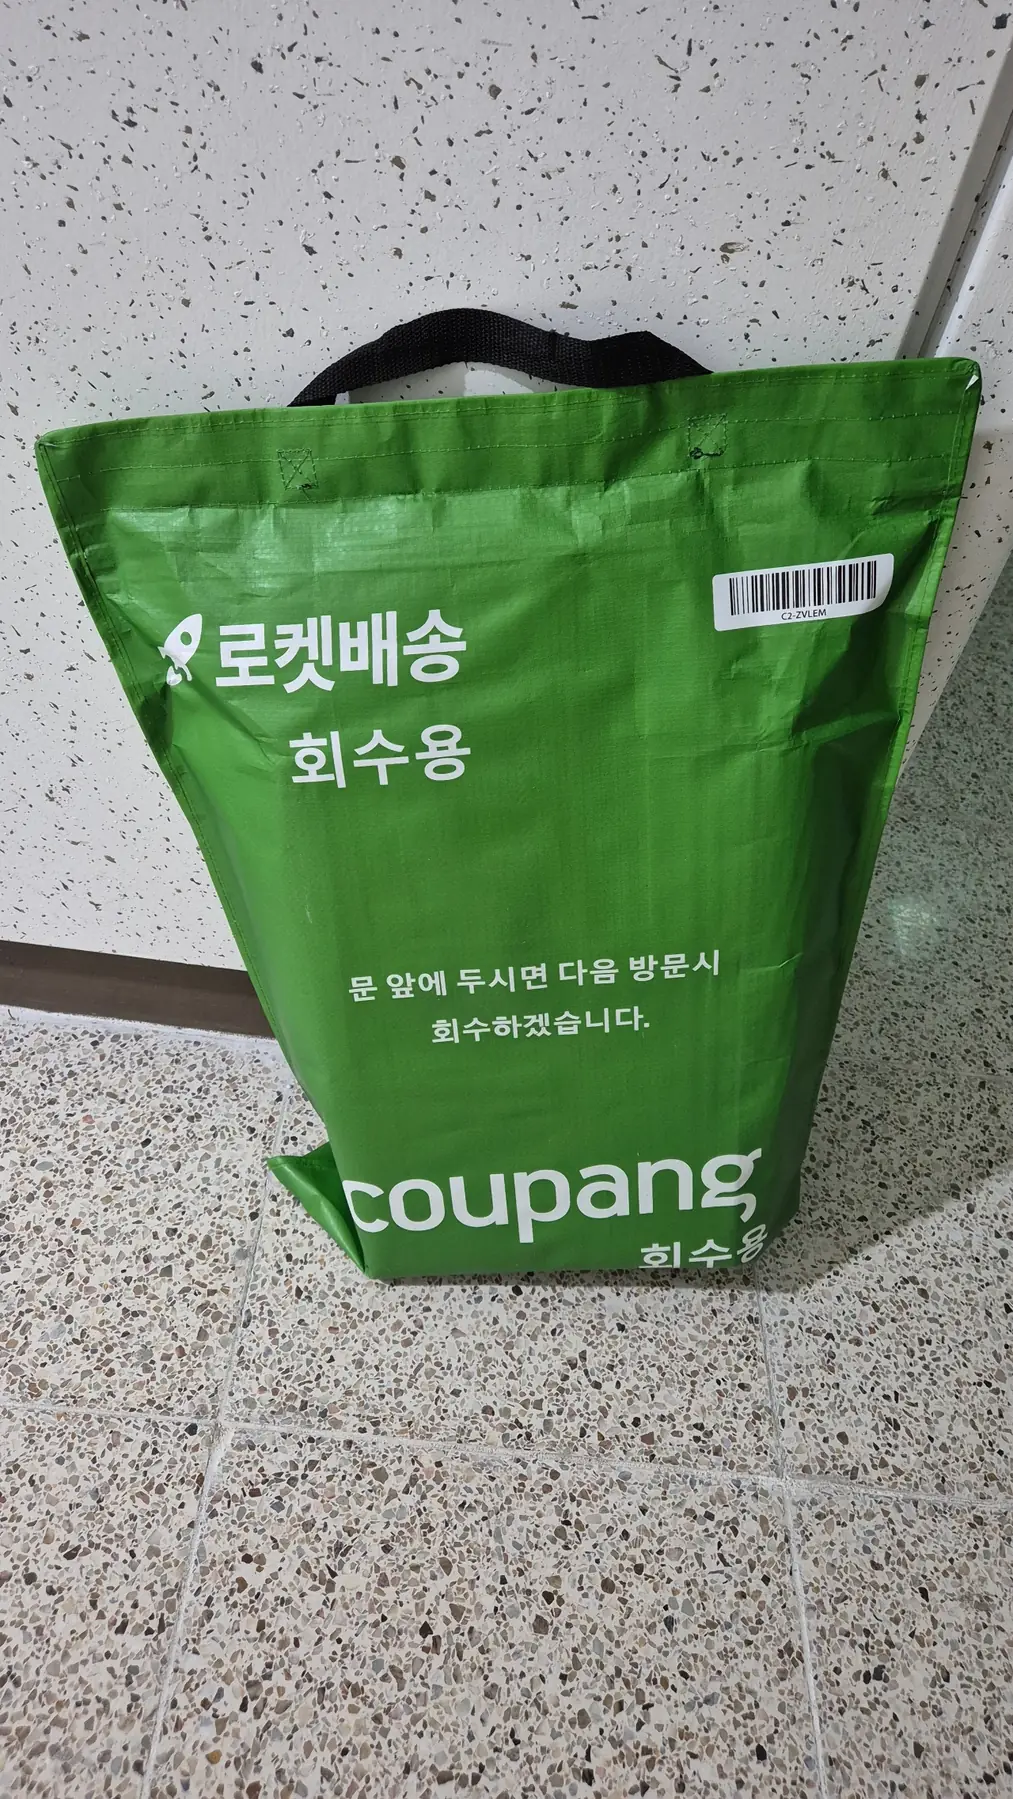 로켓배송
C2-ZVLEM
회수용
문 앞에 두시면 다음 방문시
회수하겠습니다.
coupang
회수용